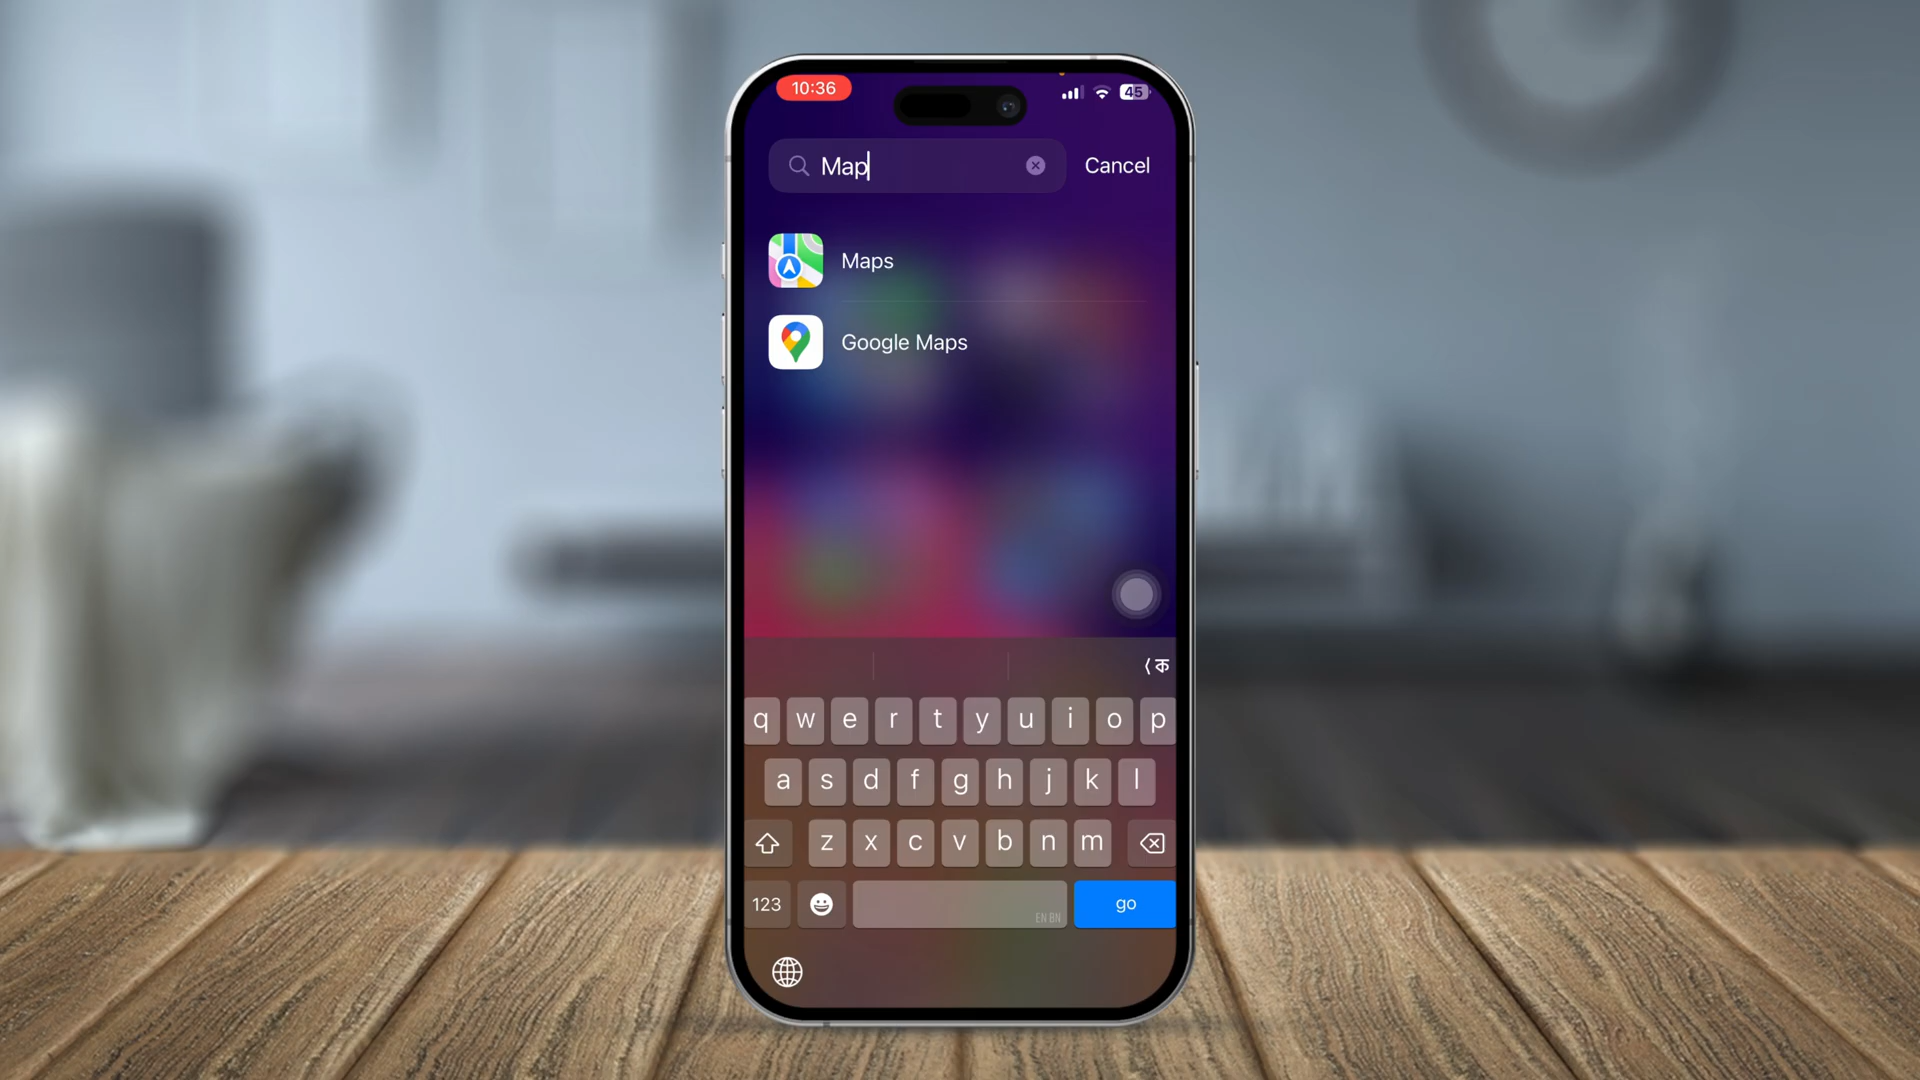 10:36
45
Map
Cancel
Maps
Google Maps
क
q w e r t y u i o p
a s d f g h j k l
z x c v b n m
123
EN BN
go